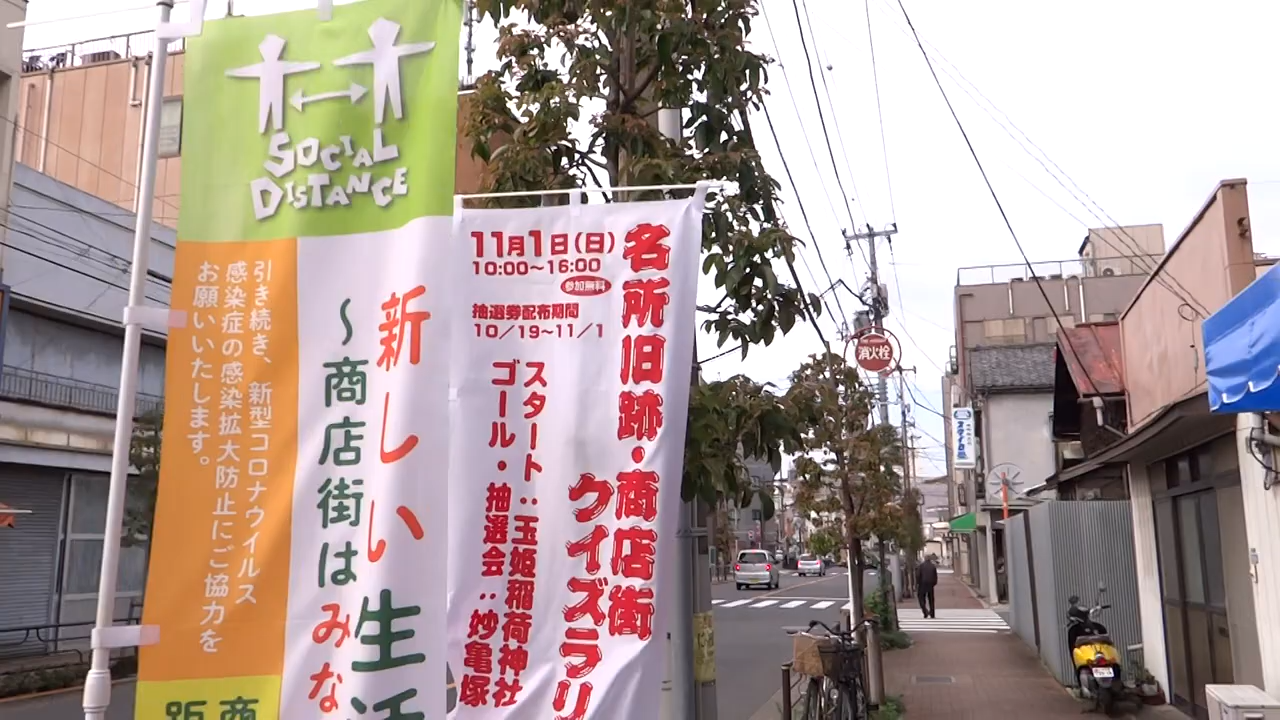 SOCIAL
DISTANCE
引き続き、新型コロナウイルス
感染症の感染拡大防止にご協力を
お願いいたします。
新しい生活
～商店街はみな
商
距
名所旧跡・商店街
クイズラリ
11月1日(日)
10:00～16:00
参加無料
抽選券配布期間
10/19～11/1
スタート：玉姫稲荷神社
ゴール・抽選会：妙亀塚
消火栓